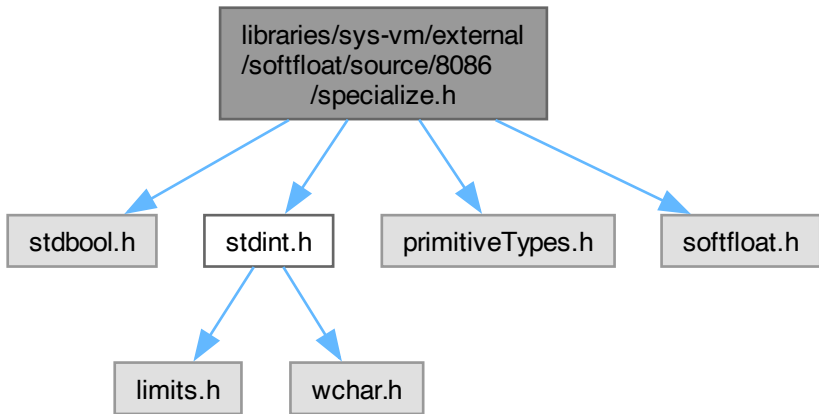 libraries/sys-vm/external
/softfloat/source/8086
/specialize.h
stdbool.h
stdint.h
primitiveTypes.h
softfloat.h
limits.h
wchar.h